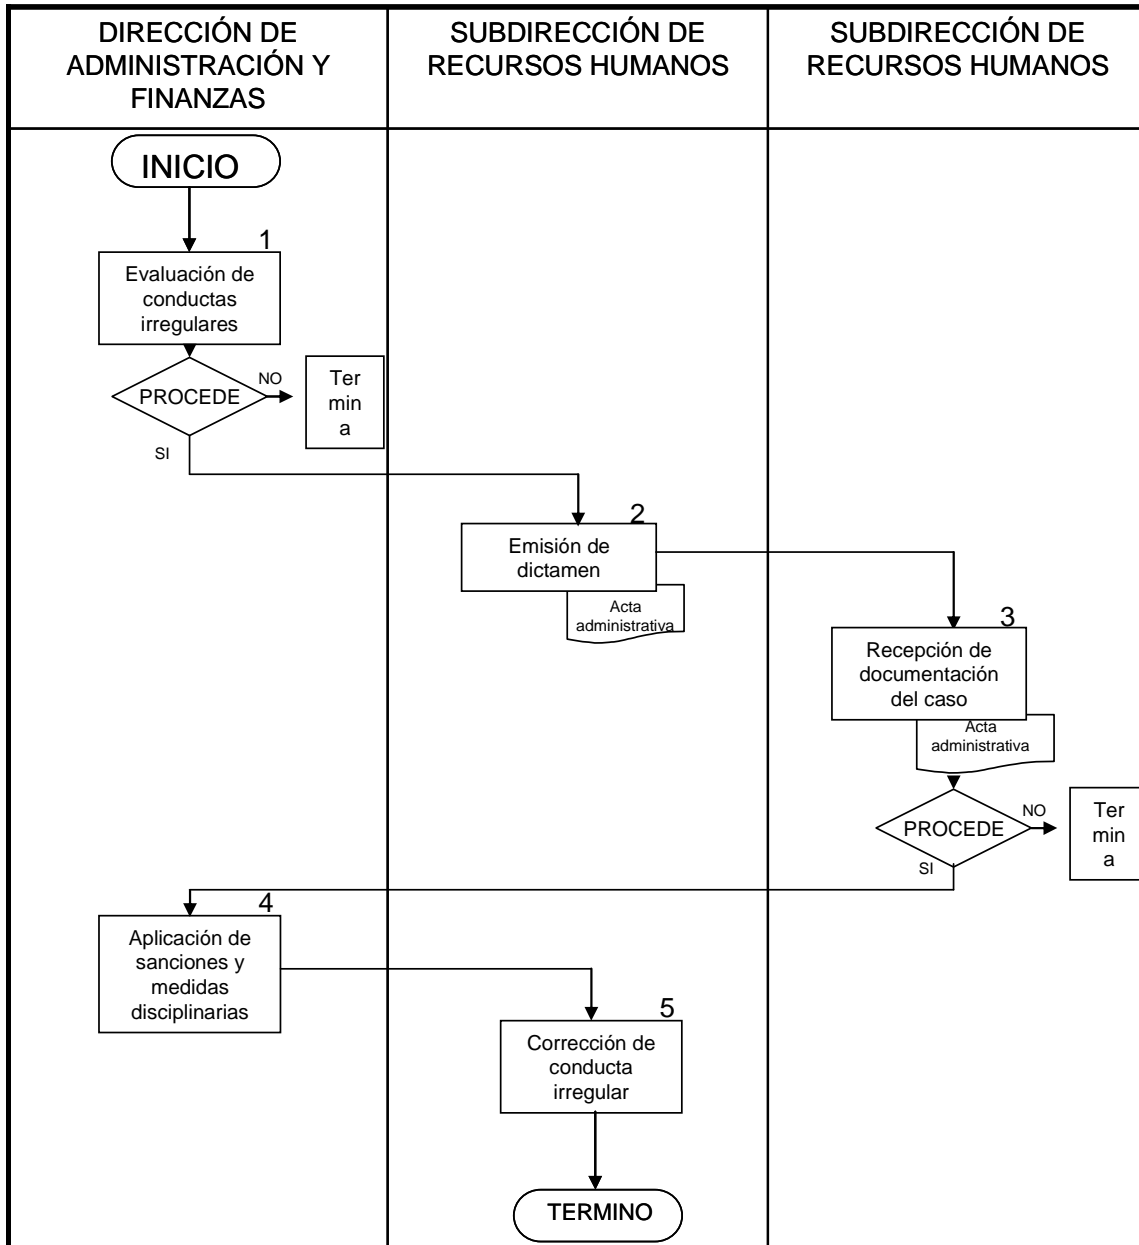 DIRECCIÓN DE
ADMINISTRACIÓN Y
FINANZAS
SUBDIRECCIÓN DE
RECURSOS HUMANOS
SUBDIRECCIÓN DE
RECURSOS HUMANOS
INICIO
1
Evaluación de
conductas
irregulares
PROCEDE
NO
Ter
min
a
SI
2
Emisión de
dictamen
Acta
administrativa
3
Recepción de
documentación
del caso
Acta
administrativa
PROCEDE
NO
Ter
min
a
SI
4
Aplicación de
sanciones y
medidas
disciplinarias
5
Corrección de
conducta
irregular
TERMINO